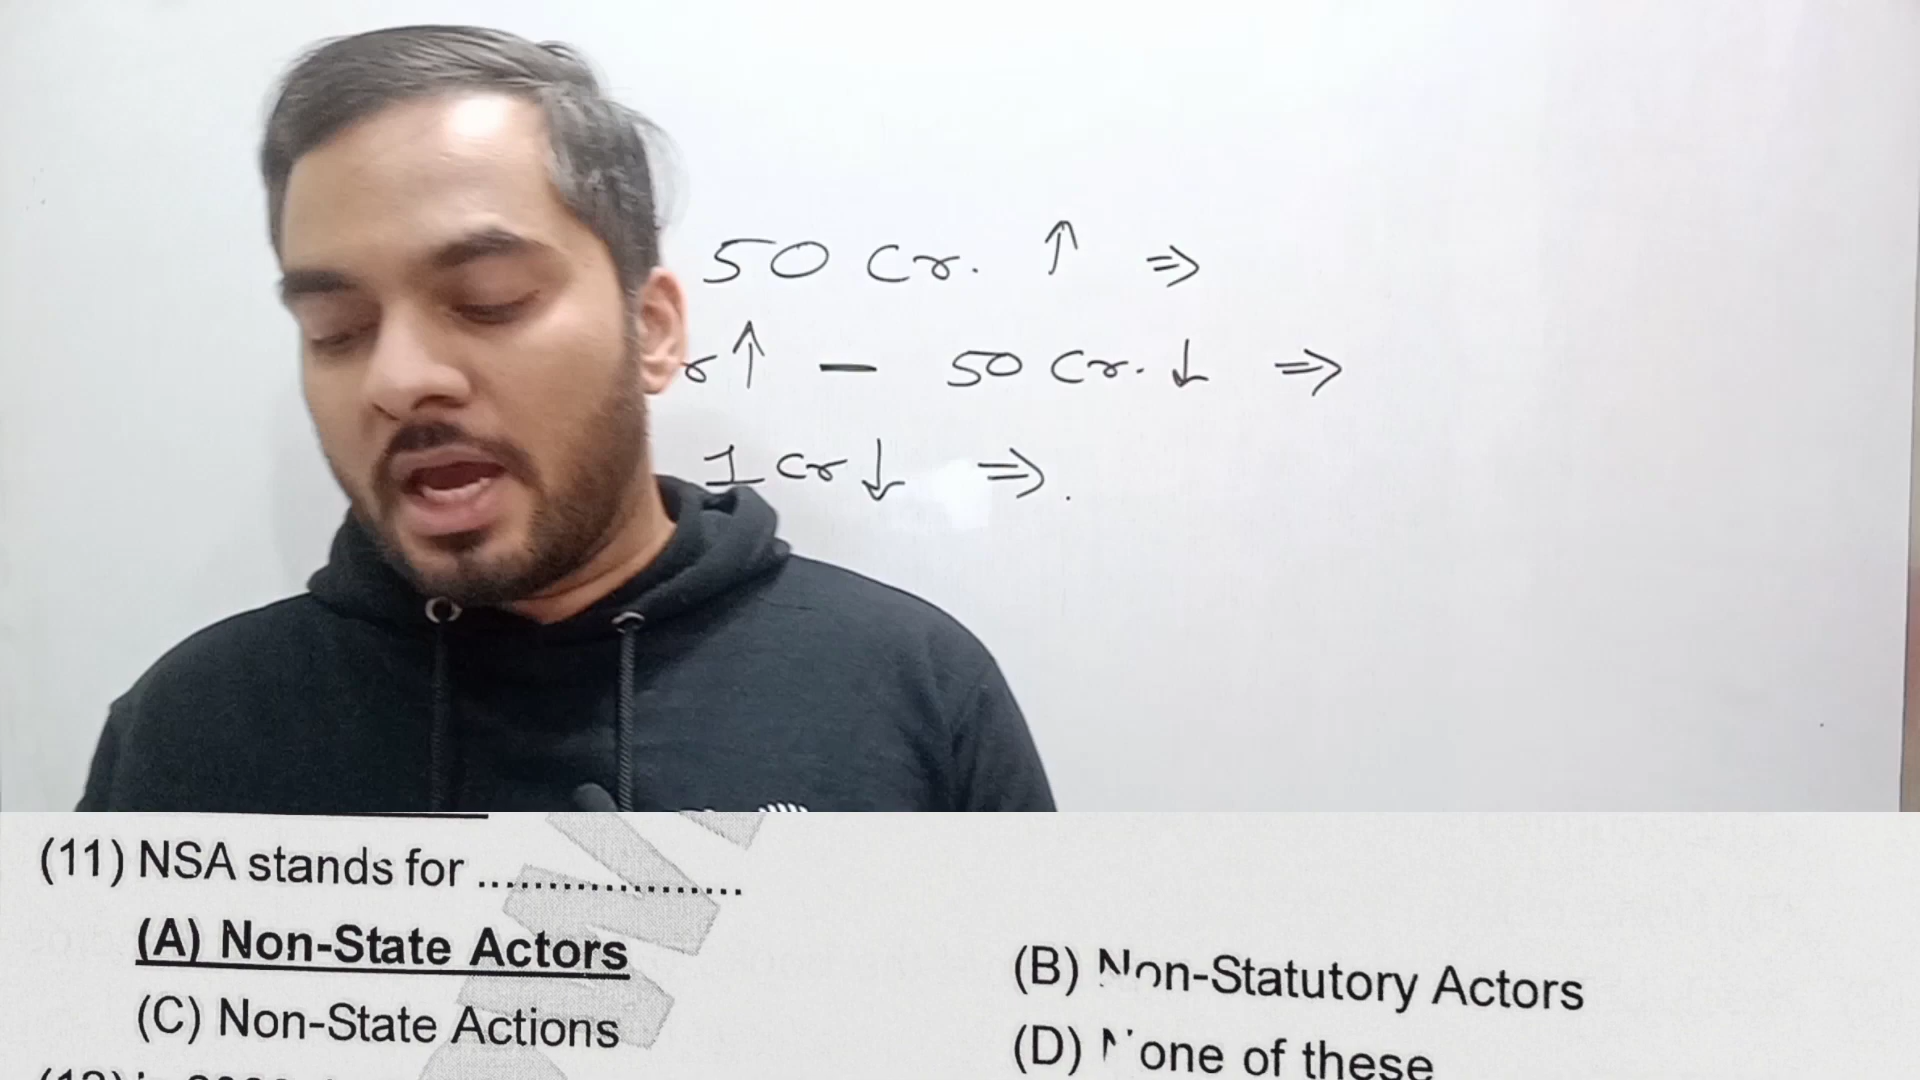 50 Cr. ↑ ⇒
r ↑ — 50 Cr. ↓ ⇒
1 Cr ↓ ⇒.
(11) NSA stands for ...................
(A) Non-State Actors
(B) Non-Statutory Actors
(C) Non-State Actions
(D) None of these